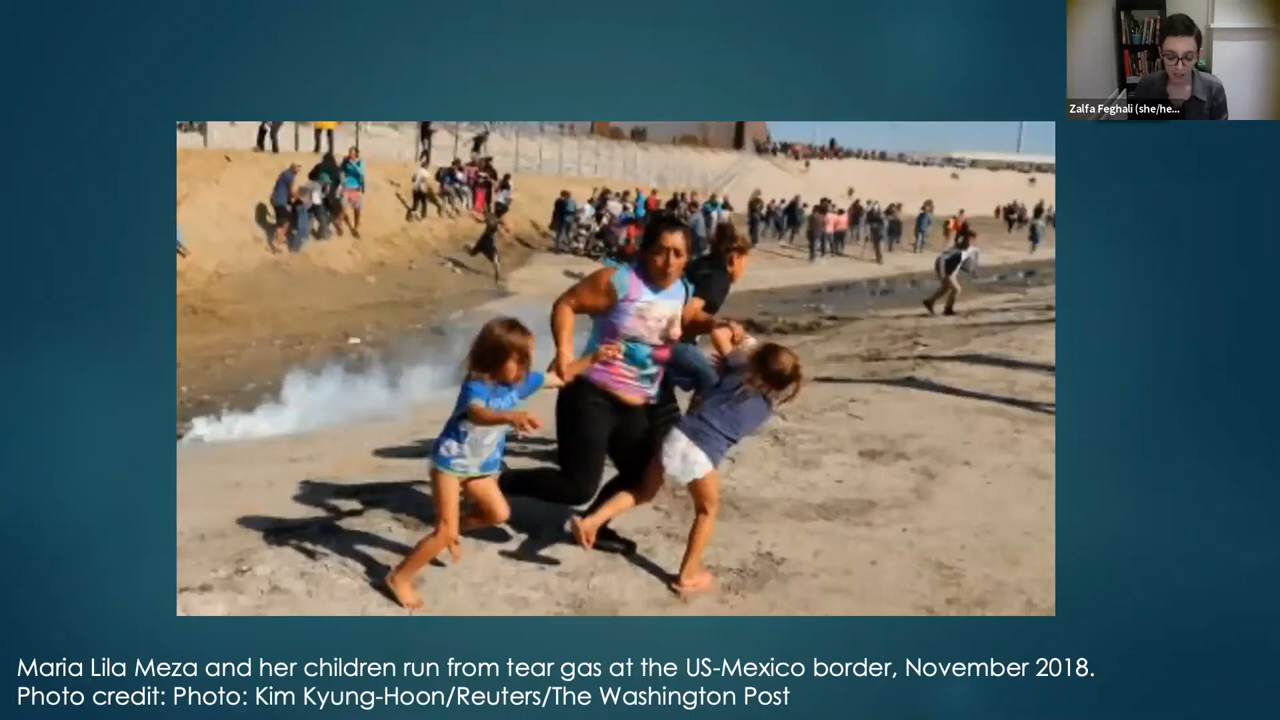 Zalfa Feghali (she/he...
Maria Lila Meza and her children run from tear gas at the US-Mexico border, November 2018.
Photo credit: Photo: Kim Kyung-Hoon/Reuters/The Washington Post